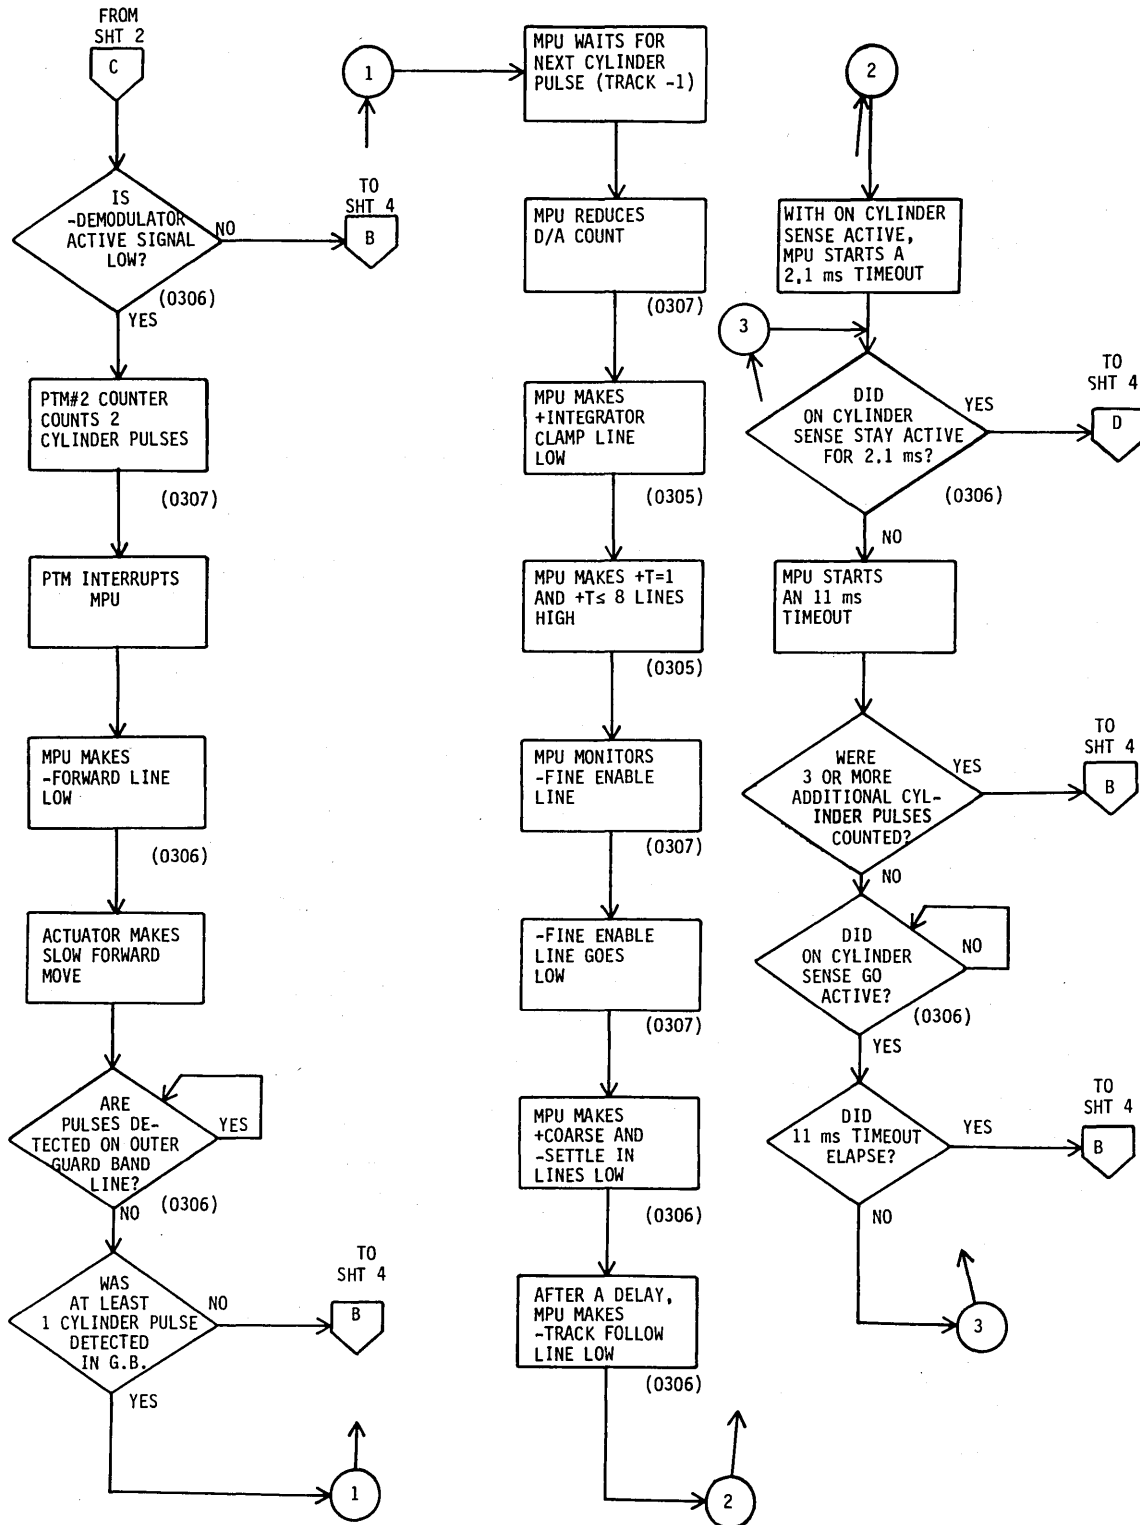 FROM
SHT 2
C
IS
-DEMODULATOR
ACTIVE SIGNAL
LOW?
NO
TO
SHT 4
B
(0306)
YES
PTM#2 COUNTER
COUNTS 2
CYLINDER PULSES
(0307)
PTM INTERRUPTS
MPU
MPU MAKES
-FORWARD LINE
LOW
(0306)
ACTUATOR MAKES
SLOW FORWARD
MOVE
ARE
PULSES DE-
TECTED ON OUTER
GUARD BAND
LINE?
YES
(0306)
NO
WAS
AT LEAST
1 CYLINDER PULSE
DETECTED
IN G.B.
NO
TO
SHT 4
B
YES
1
1
MPU WAITS FOR
NEXT CYLINDER
PULSE (TRACK -1)
MPU REDUCES
D/A COUNT
(0307)
MPU MAKES
+INTEGRATOR
CLAMP LINE
LOW
(0305)
MPU MAKES +T=1
AND +T≤ 8 LINES
HIGH
(0305)
MPU MONITORS
-FINE ENABLE
LINE
(0307)
-FINE ENABLE
LINE GOES
LOW
(0307)
MPU MAKES
+COARSE AND
-SETTLE IN
LINES LOW
(0306)
AFTER A DELAY,
MPU MAKES
-TRACK FOLLOW
LINE LOW
(0306)
2
2
WITH ON CYLINDER
SENSE ACTIVE,
MPU STARTS A
2.1 ms TIMEOUT
3
DID
ON CYLINDER
SENSE STAY ACTIVE
FOR 2.1 ms?
YES
TO
SHT 4
D
(0306)
NO
MPU STARTS
AN 11 ms
TIMEOUT
WERE
3 OR MORE
ADDITIONAL CYL-
INDER PULSES
COUNTED?
YES
TO
SHT 4
B
NO
DID
ON CYLINDER
SENSE GO
ACTIVE?
NO
(0306)
YES
DID
11 ms TIMEOUT
ELAPSE?
YES
TO
SHT 4
B
NO
3